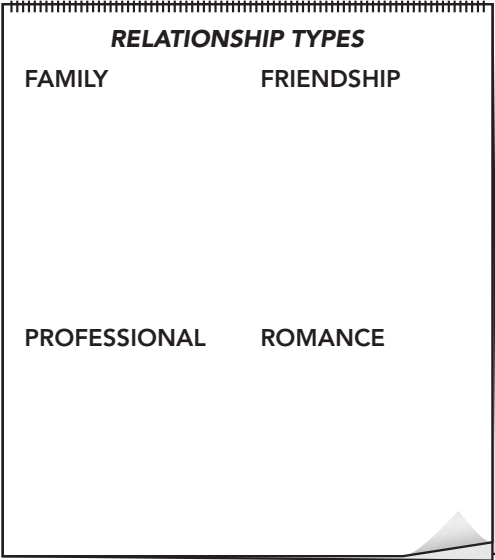 RELATIONSHIP TYPES
FAMILY FRIENDSHIP
PROFESSIONAL ROMANCE